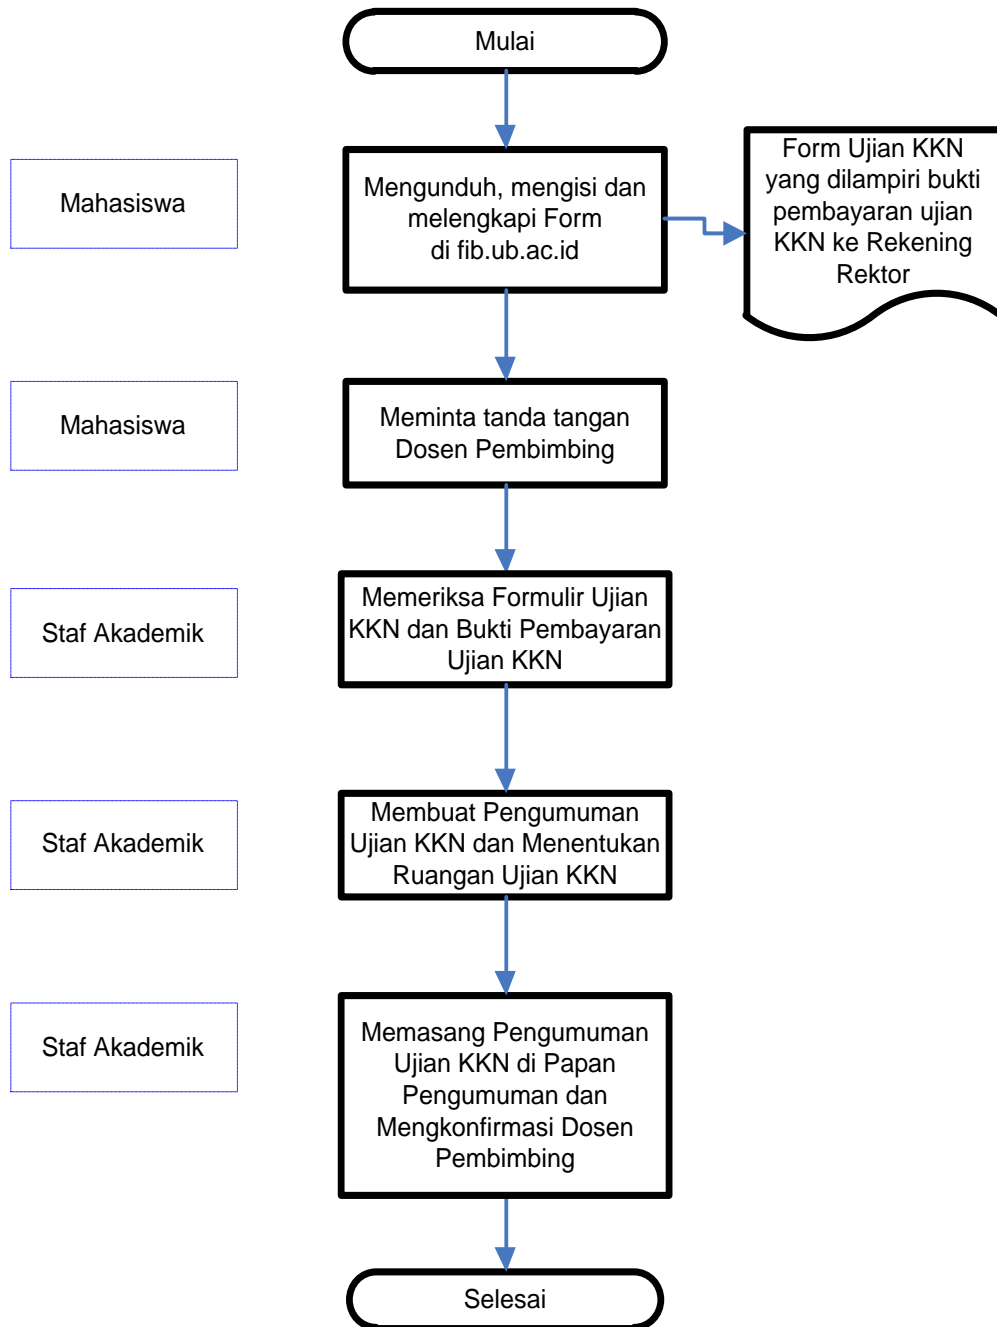 Mulai
Mahasiswa
Mengunduh, mengisi dan
melengkapi Form
di fib.ub.ac.id
Form Ujian KKN
yang dilampiri bukti
pembayaran ujian
KKN ke Rekening
Rektor
Mahasiswa
Meminta tanda tangan
Dosen Pembimbing
Staf Akademik
Memeriksa Formulir Ujian
KKN dan Bukti Pembayaran
Ujian KKN
Staf Akademik
Membuat Pengumuman
Ujian KKN dan Menentukan
Ruangan Ujian KKN
Staf Akademik
Memasang Pengumuman
Ujian KKN di Papan
Pengumuman dan
Mengkonfirmasi Dosen
Pembimbing
Selesai